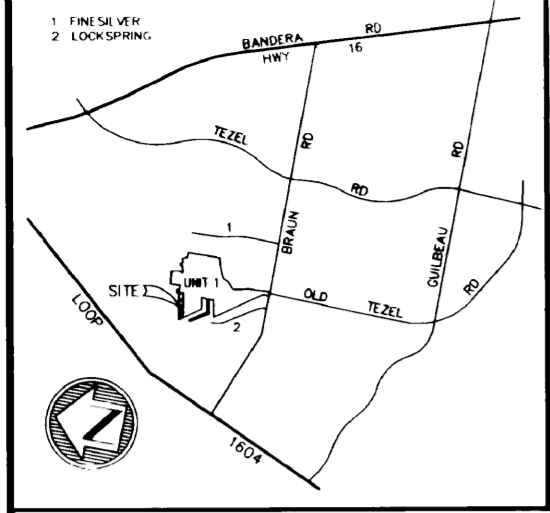 1 FINESILVER
2 LOCKSPRING
BANDERA RD
HWY 16
TEZEL RD
BRAUN RD
GUILBEAU RD
1
SITE
UNIT 1
OLD TEZEL RD
2
LOOP 1604